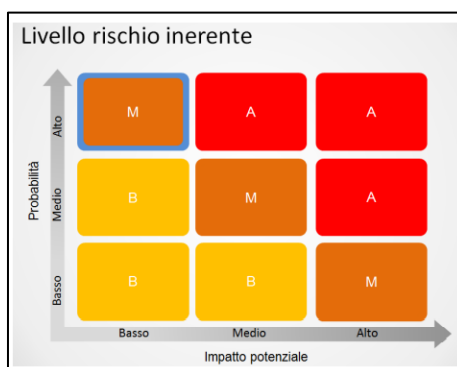 Livello rischio inerente
Probabilità
Alto
M
A
A
Medio
B
M
A
Basso
B
B
M
Basso
Medio
Alto
Impatto potenziale